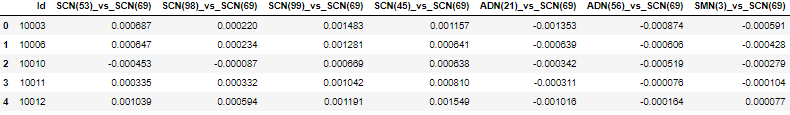 Id SCN(53)_vs_SCN(69) SCN(98)_vs_SCN(69) SCN(99)_vs_SCN(69) SCN(45)_vs_SCN(69) ADN(21)_vs_SCN(69) ADN(56)_vs_SCN(69) SMN(3)_vs_SCN(69)
0 10003 0.000687 0.000220 0.001483 0.001157 -0.001353 -0.000874 -0.000591
1 10006 0.000647 0.000234 0.001281 0.000641 -0.000639 -0.000606 -0.000428
2 10010 -0.000453 -0.000087 0.000669 0.000638 -0.000342 -0.000519 -0.000279
3 10011 0.000335 0.000332 0.001042 0.000810 -0.000311 -0.000076 -0.000104
4 10012 0.001039 0.000594 0.001191 0.001549 -0.001016 -0.000164 0.000077